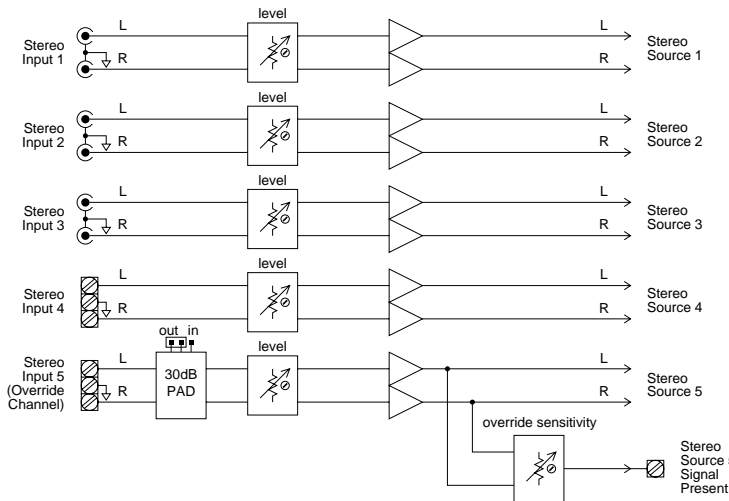 level
L
L
Stereo
Input 1
Stereo
Source 1
R
R
level
L
L
Stereo
Input 2
Stereo
Source 2
R
R
level
L
L
Stereo
Input 3
Stereo
Source 3
R
R
level
L
L
Stereo
Input 4
Stereo
Source 4
R
R
out in
level
L
L
Stereo
Input 5
(Override
Channel)
30dB
PAD
Stereo
Source 5
R
R
override sensitivity
Stereo
Source
Signal
Present